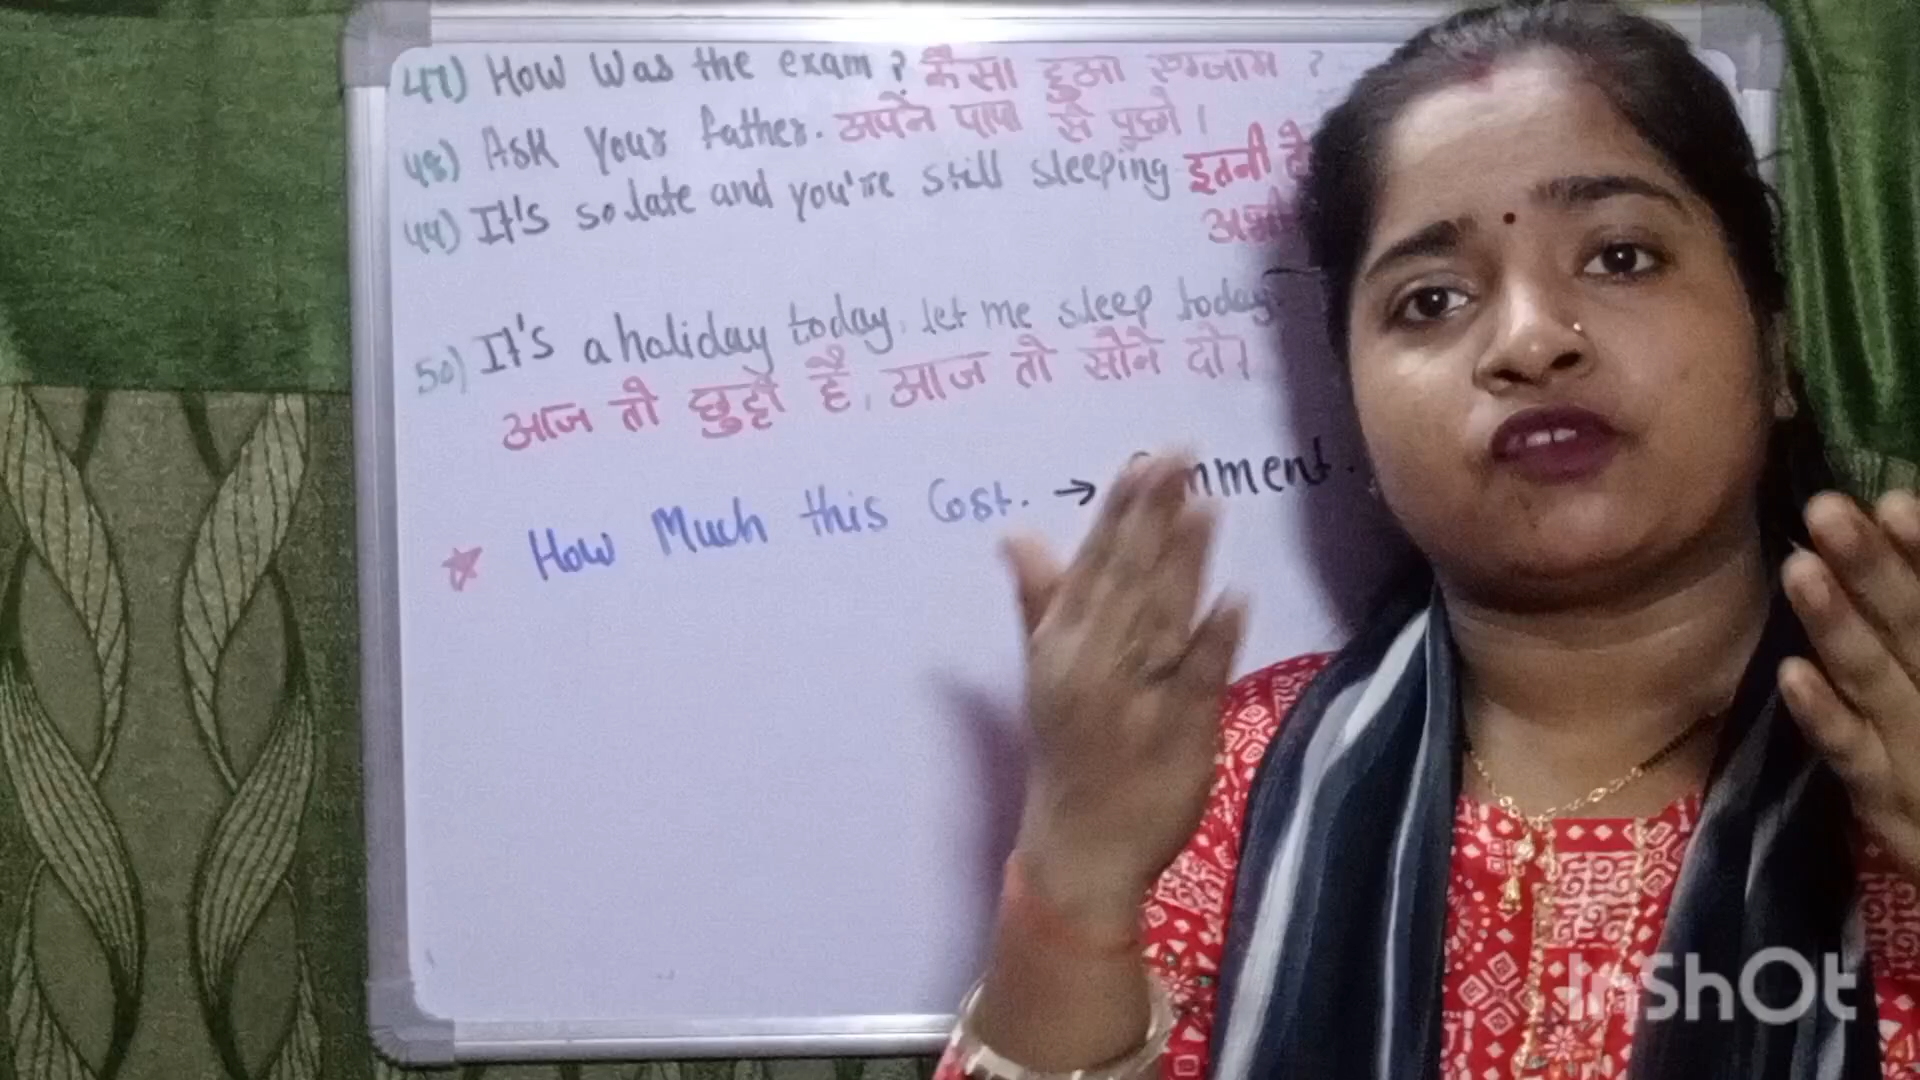 47) How Was the exam? कैसा हुआ एग्जाम ?
48) Ask Your father. अपने पापा से पुछो।
49) It's so late and you're still sleeping इतनी
50) It's a holiday today, let me sleep today
आज तो छुट्टी है, आज तो सोने दो।
How Much this Cost. →
InShOt